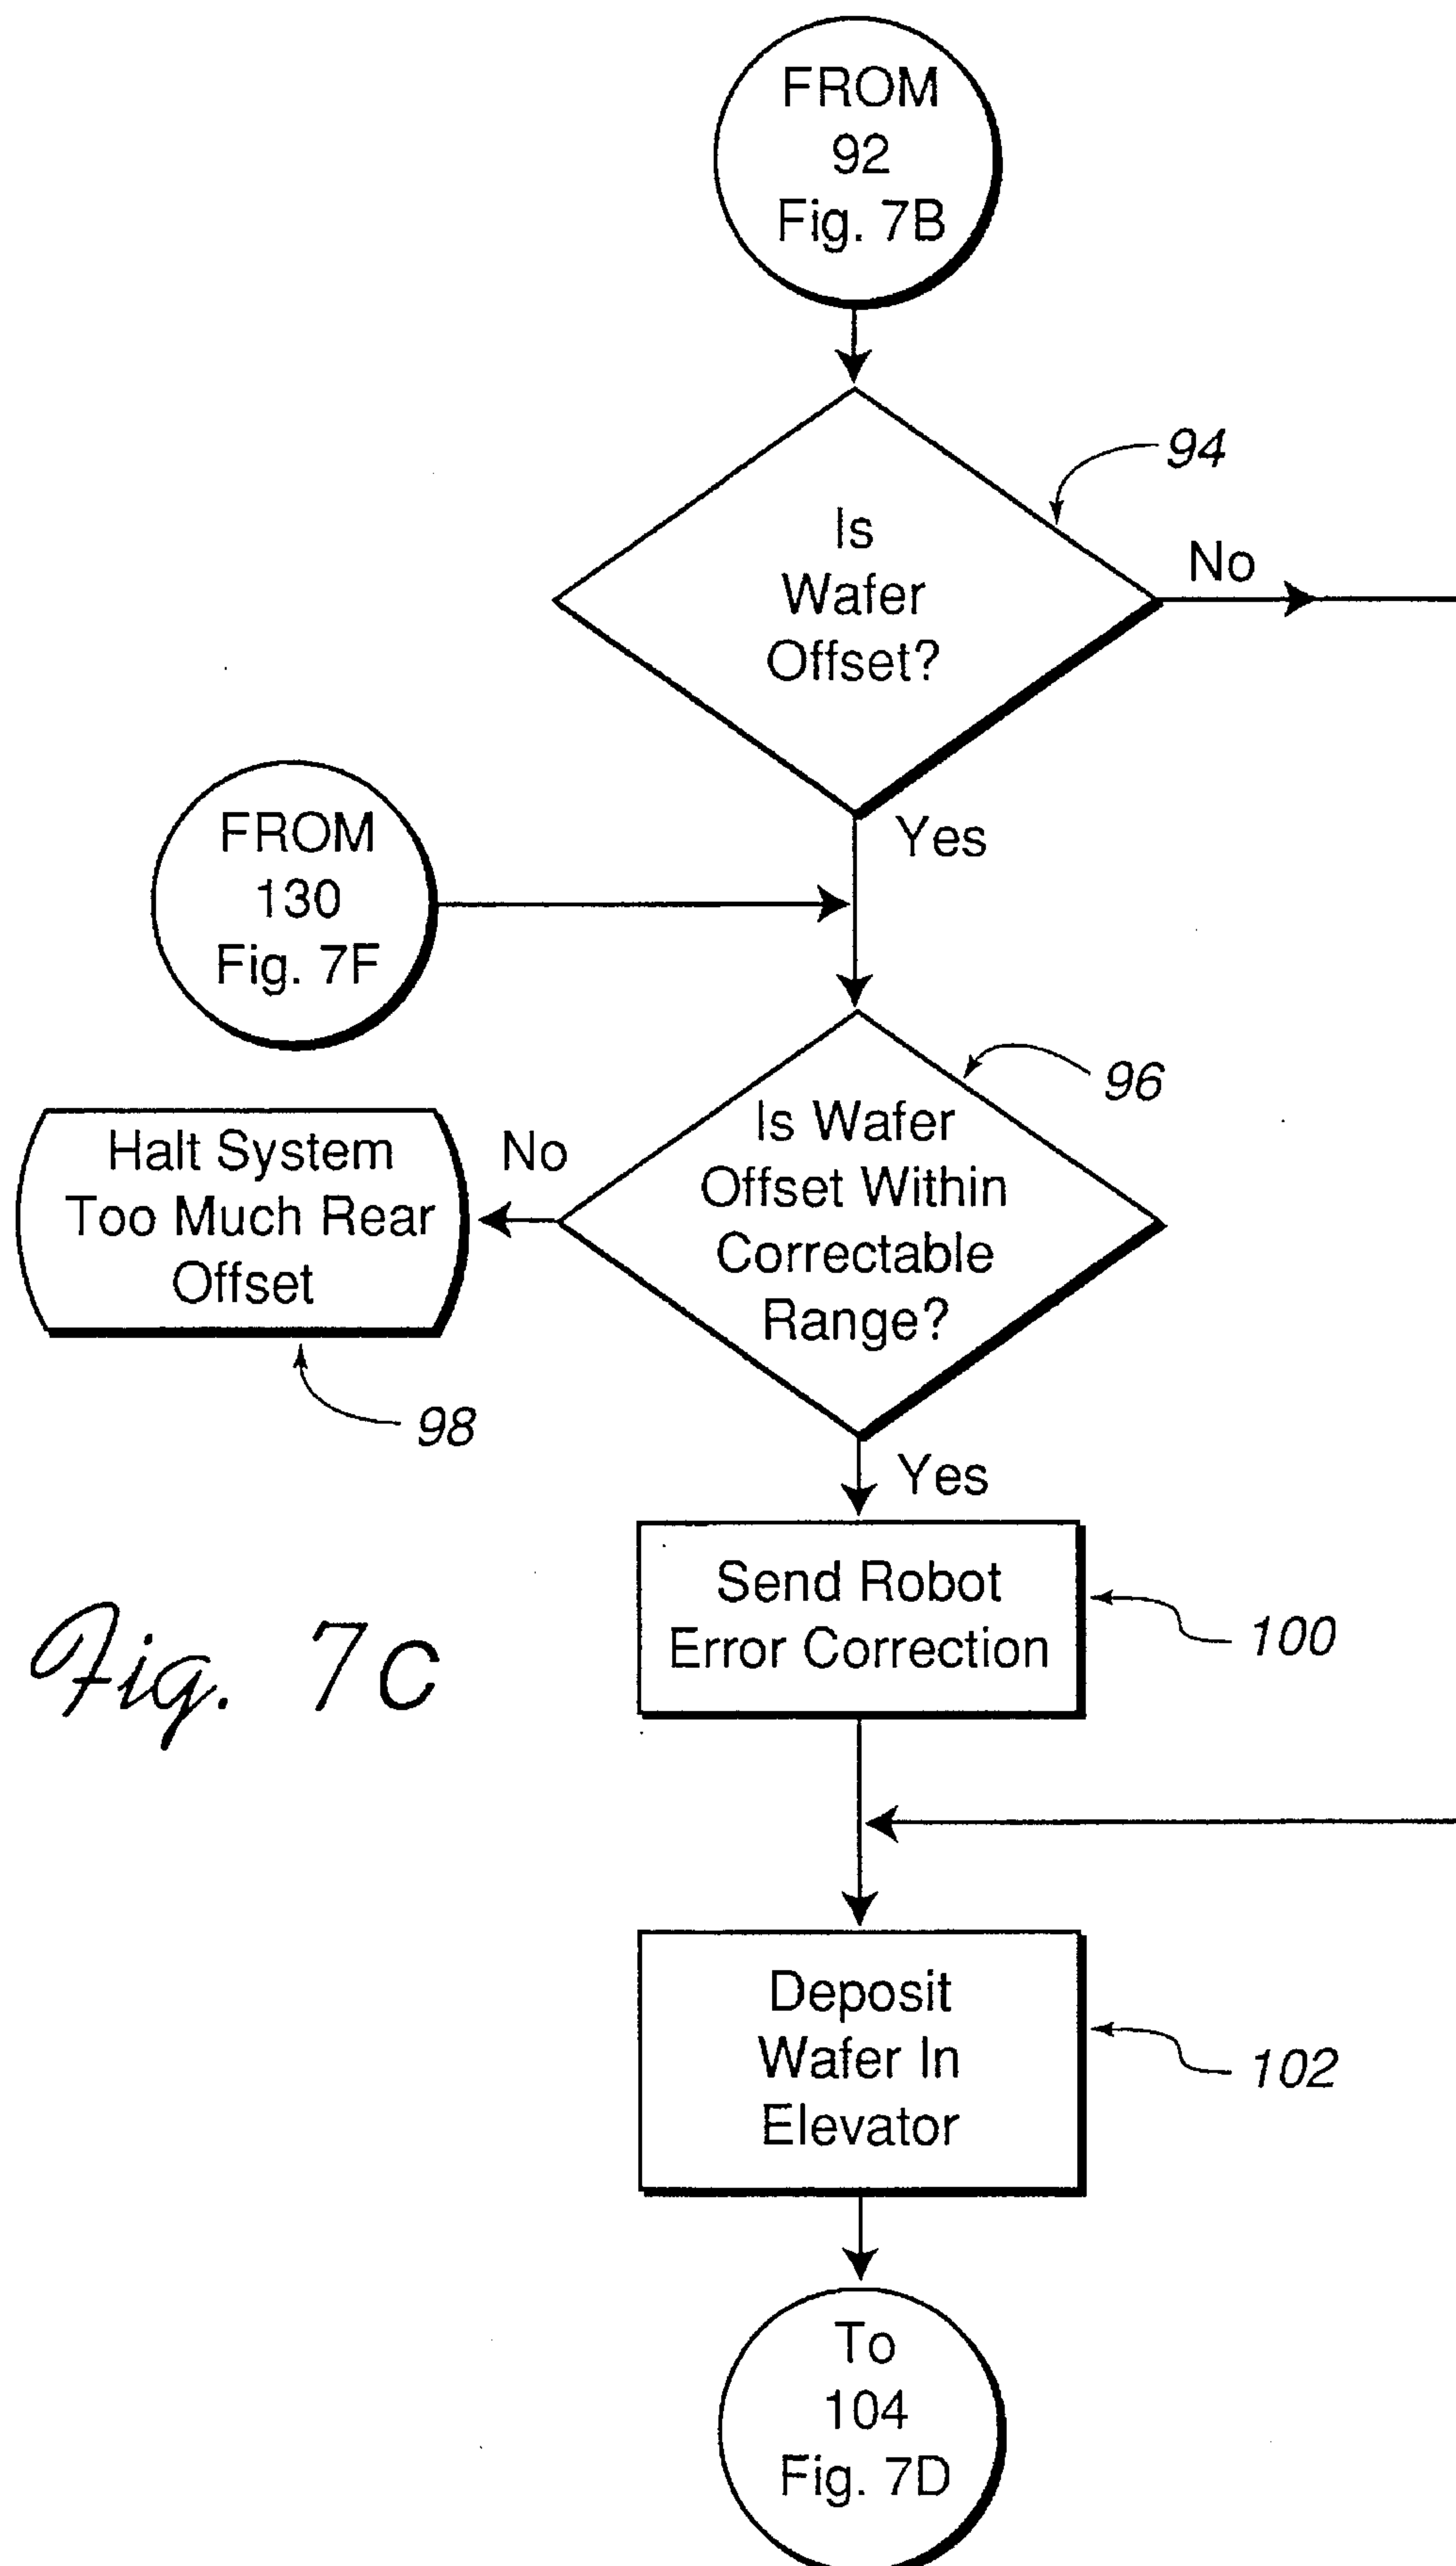 FROM
92
Fig. 7B
94
Is
Wafer
Offset?
No
Yes
FROM
130
Fig. 7F
96
Is Wafer
Offset Within
Correctable
Range?
No
Halt System
Too Much Rear
Offset
98
Yes
Send Robot
Error Correction
100
Fig. 7C
Deposit
Wafer In
Elevator
102
To
104
Fig. 7D